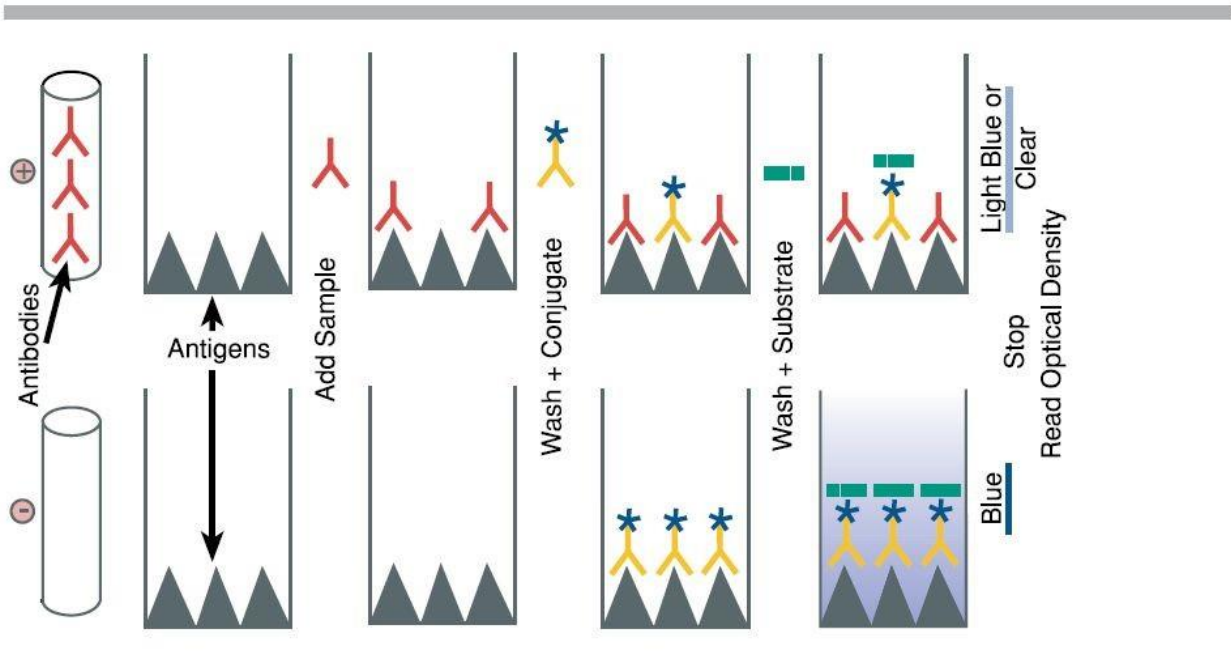 +
Antibodies
-
Antigens
Add Sample
Wash + Conjugate
Wash + Substrate
Light Blue or
Clear
Blue
Stop
Read Optical Density